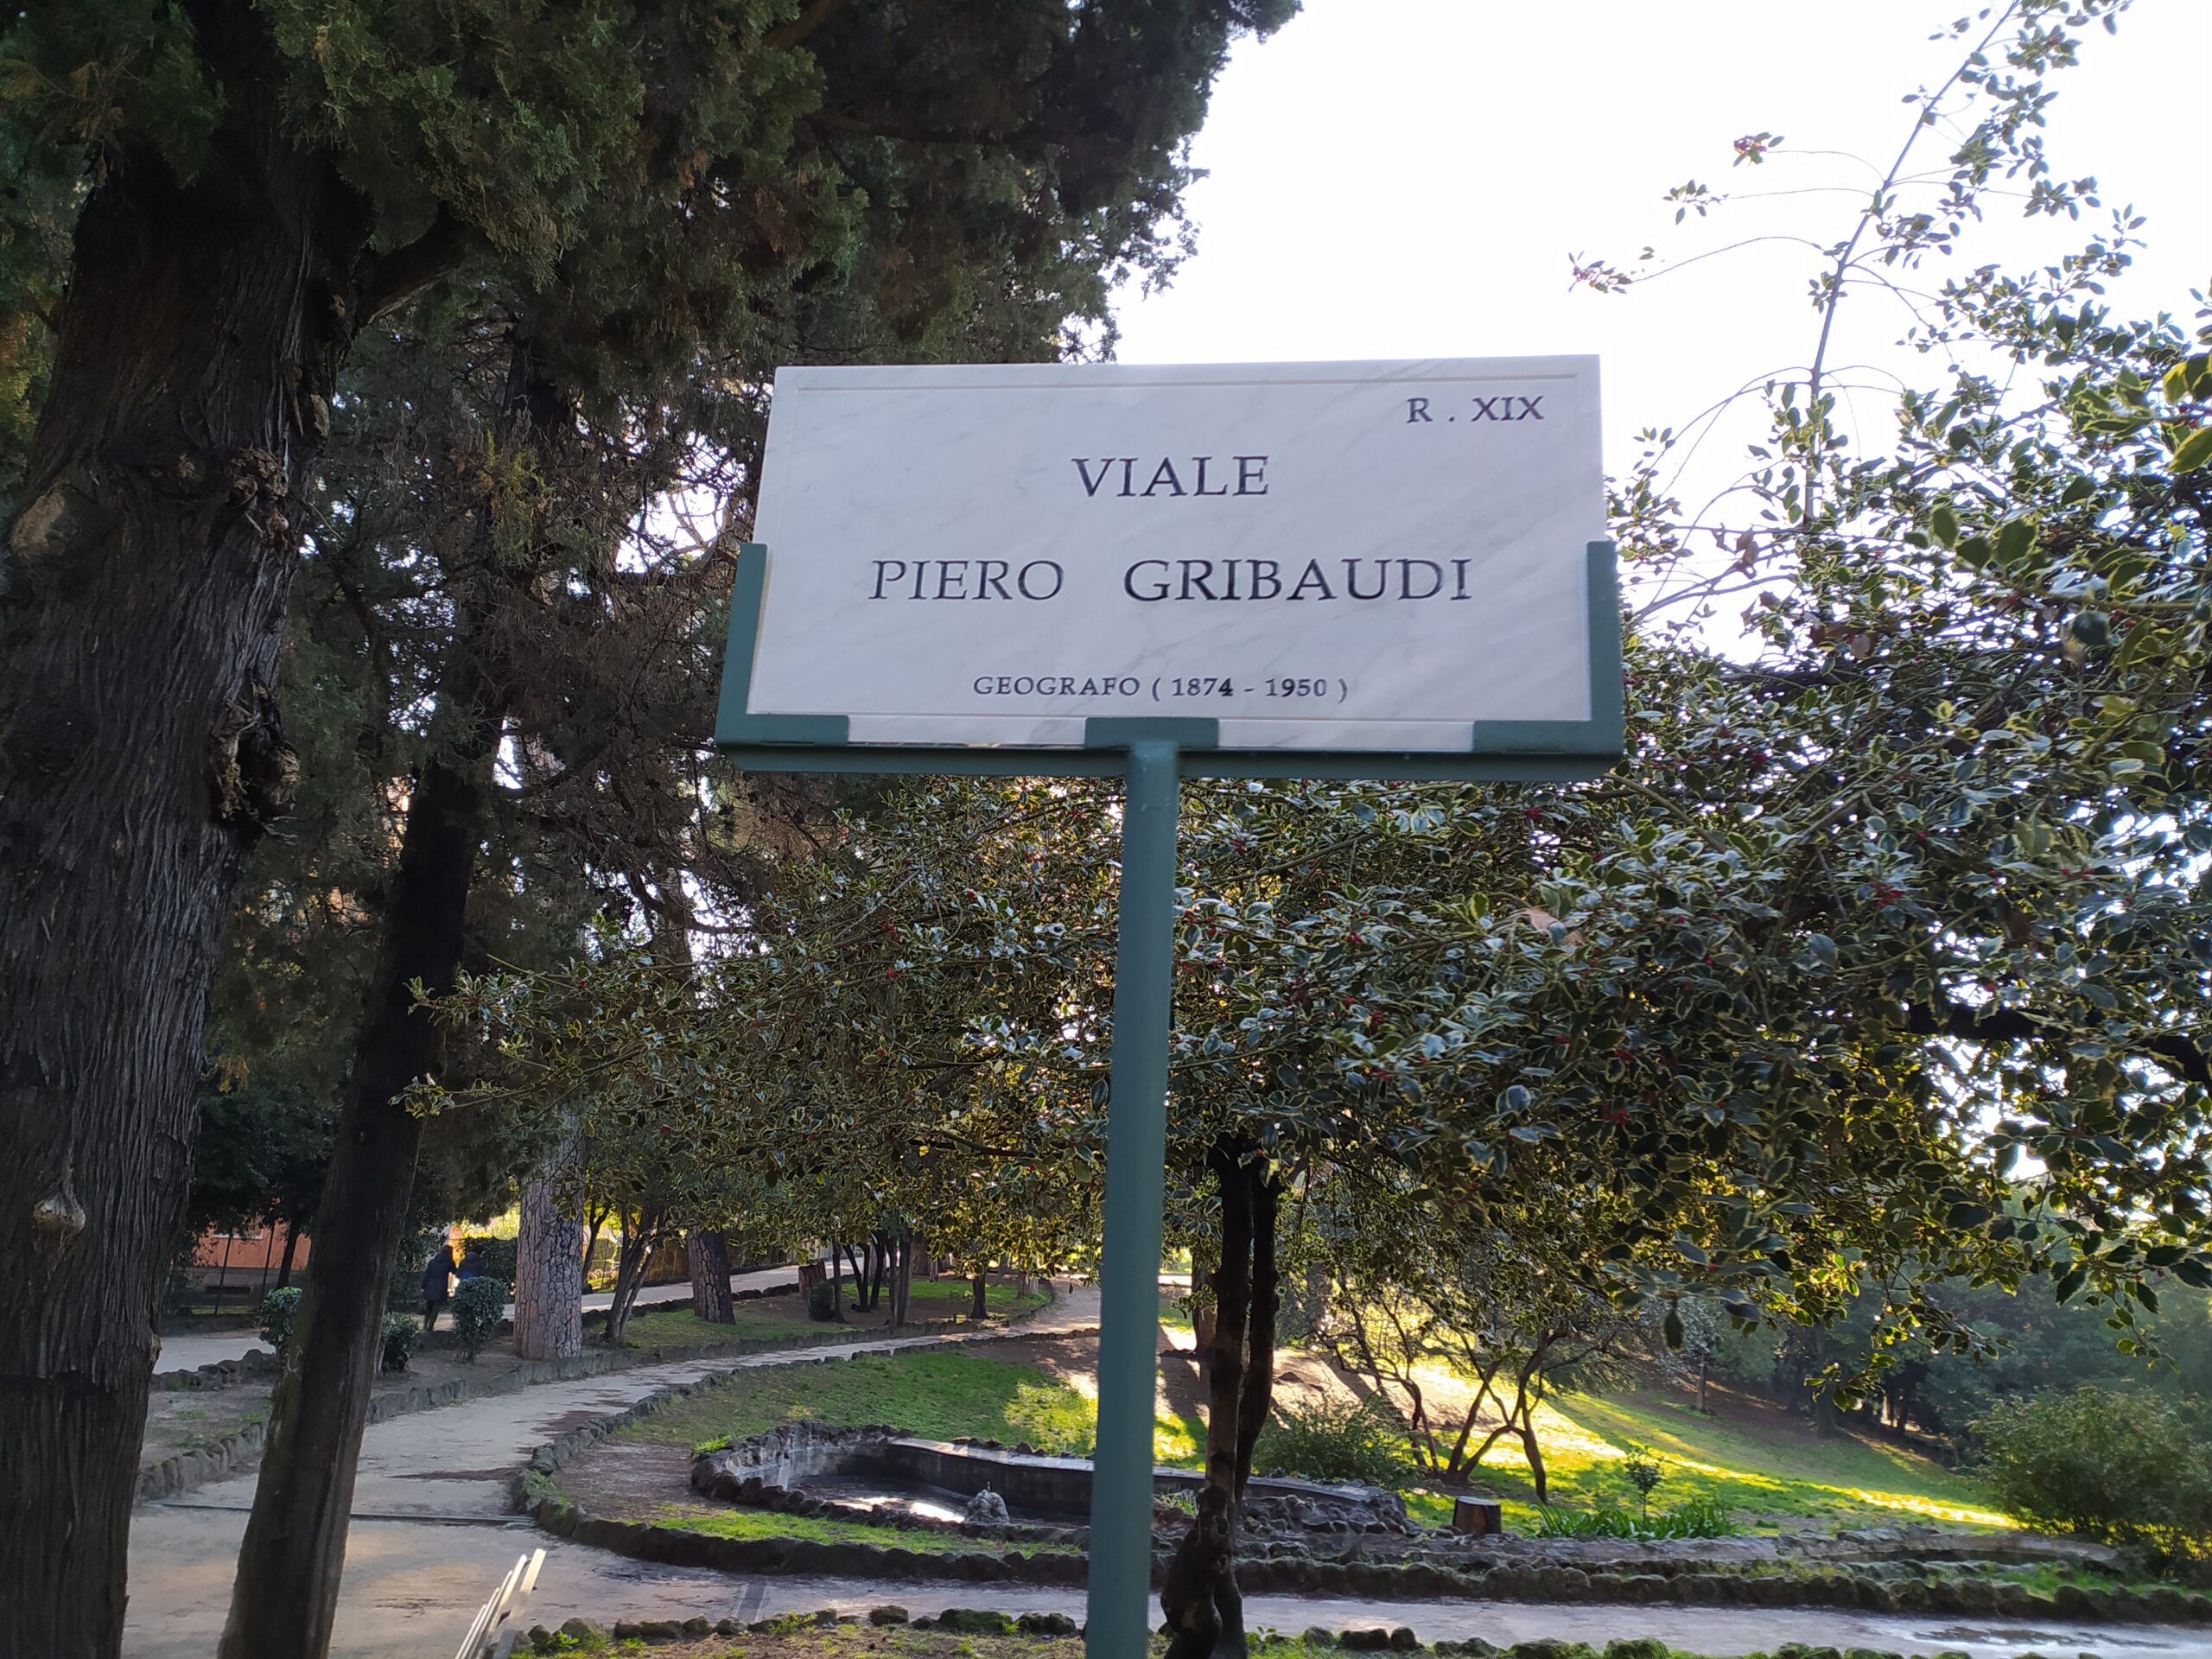 R . XIX
VIALE
PIERO GRIBAUDI
GEOGRAFO ( 1874 - 1950 )